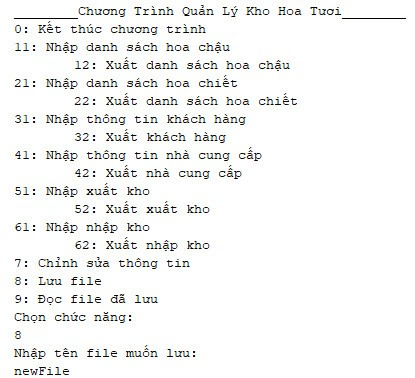 ________Chương Trình Quản Lý Kho Hoa Tươi________
0: Kết thúc chương trình
11: Nhập danh sách hoa chậu
12: Xuất danh sách hoa chậu
21: Nhập danh sách hoa chiết
22: Xuất danh sách hoa chiết
31: Nhập thông tin khách hàng
32: Xuất khách hàng
41: Nhập thông tin nhà cung cấp
42: Xuất nhà cung cấp
51: Nhập xuất kho
52: Xuất xuất kho
61: Nhập nhập kho
62: Xuất nhập kho
7: Chỉnh sửa thông tin
8: Lưu file
9: Đọc file đã lưu
Chọn chức năng:
8
Nhập tên file muốn lưu:
newFile